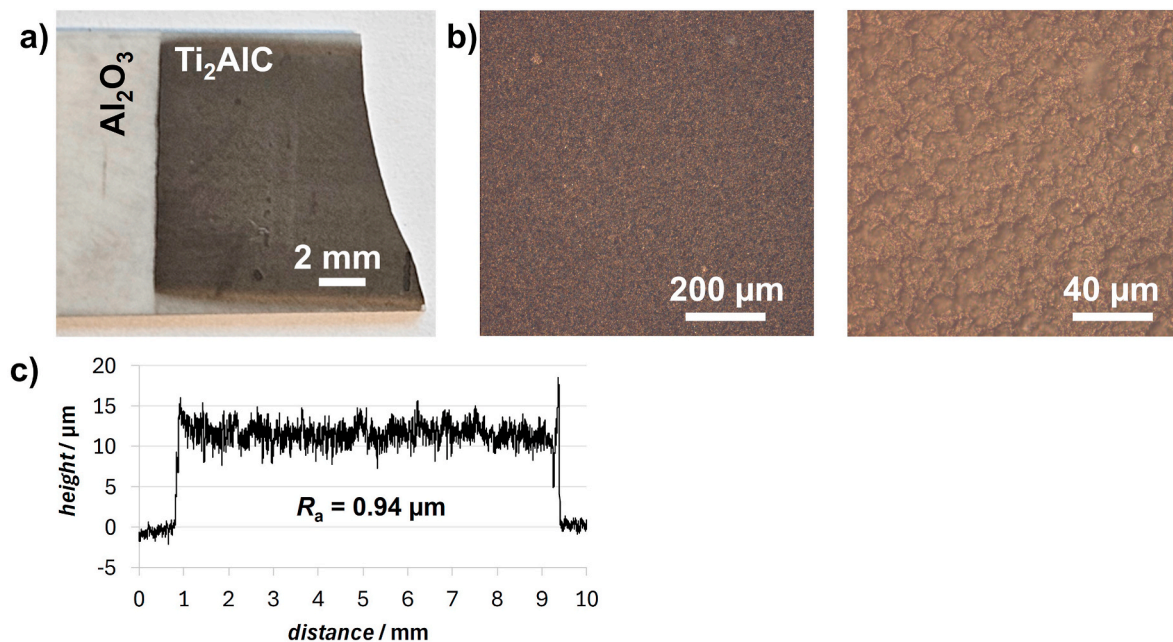 a)
Al₂O₃
Ti₂AlC
2 mm
b)
200 µm
40 µm
c)
height / µm
20
15
10
5
0
-5
Rₐ = 0.94 µm
0 1 2 3 4 5 6 7 8 9 10
distance / mm